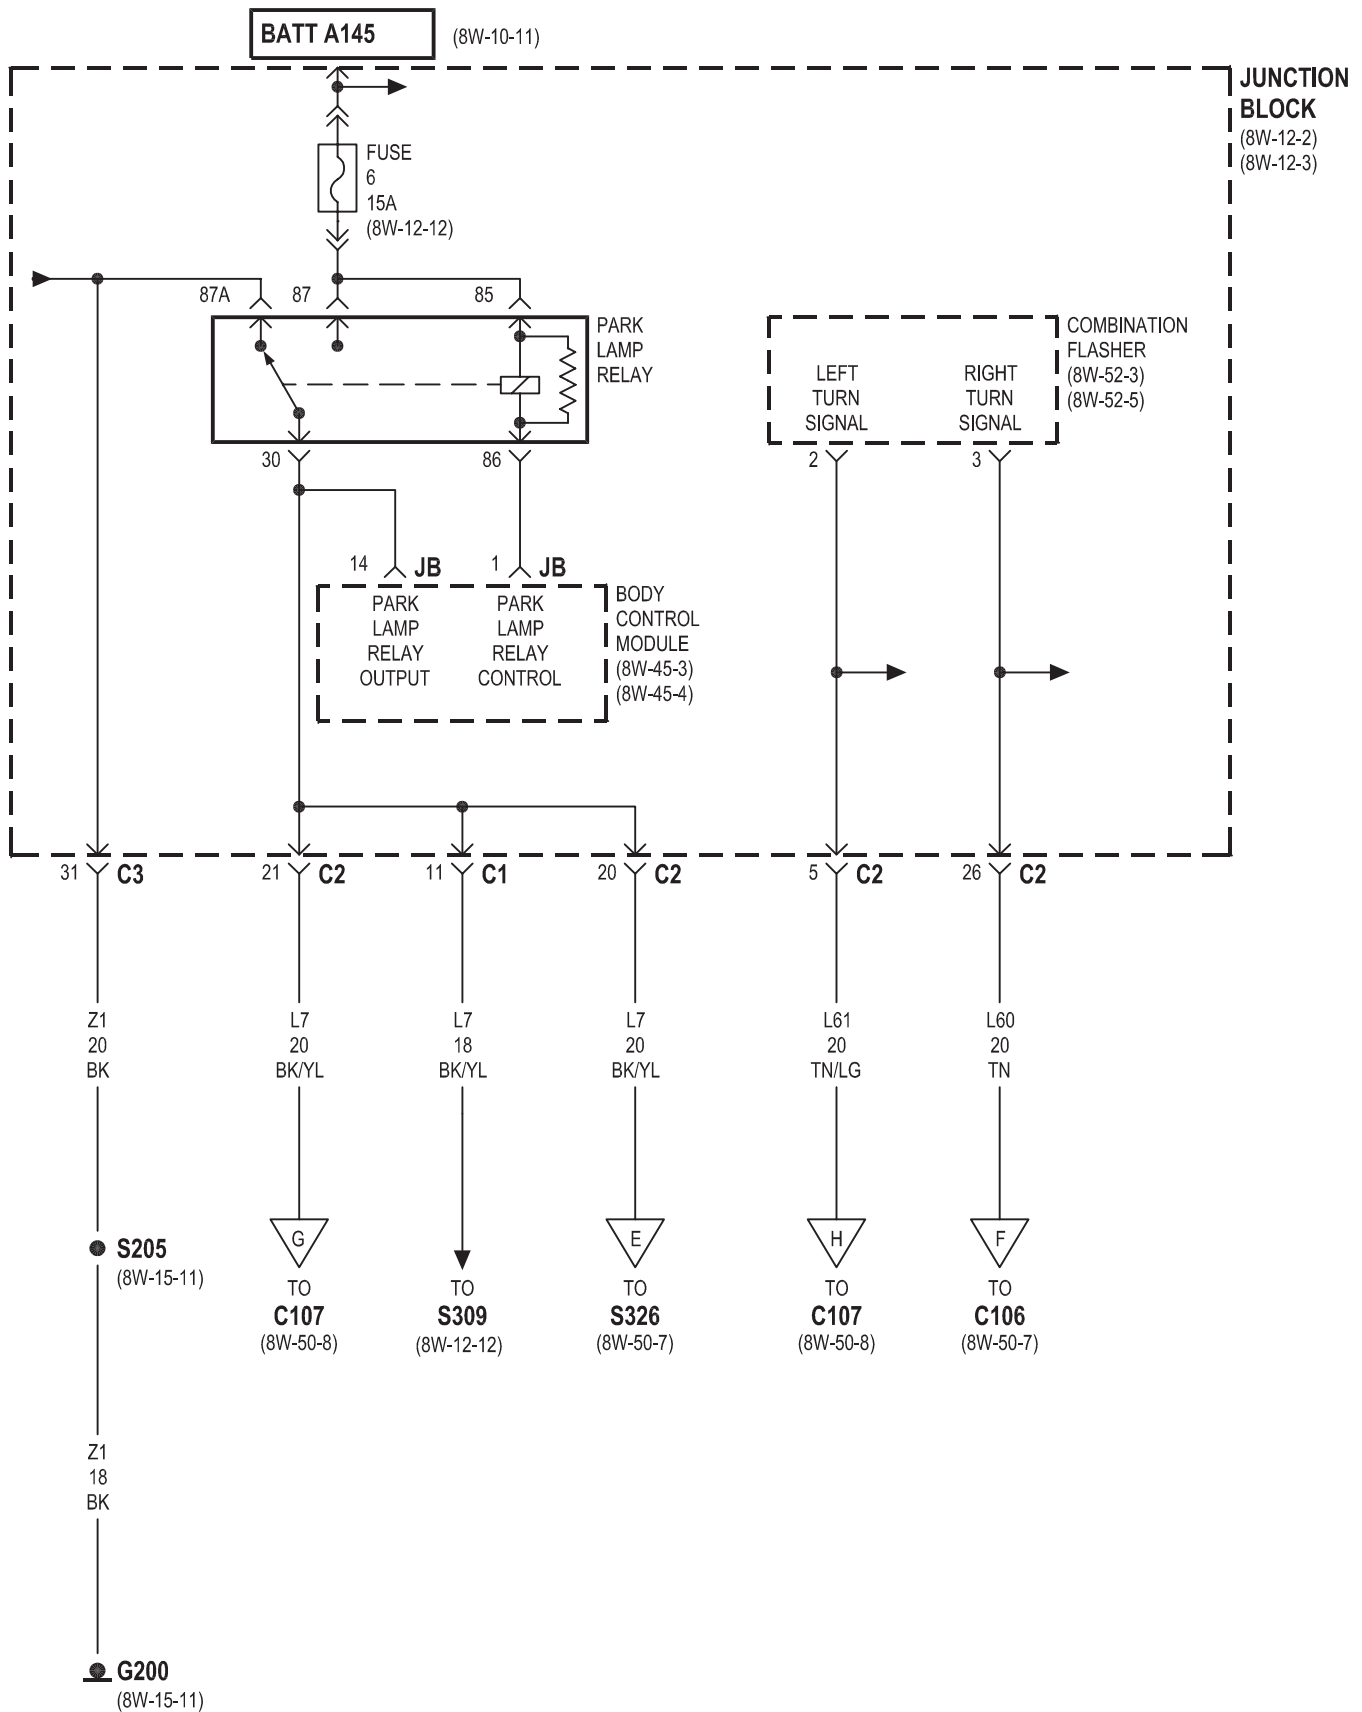 BATT A145
(8W-10-11)
JUNCTION
BLOCK
(8W-12-2)
(8W-12-3)
FUSE
6
15A
(8W-12-12)
87A
87
85
PARK
LAMP
RELAY
COMBINATION
FLASHER
(8W-52-3)
(8W-52-5)
LEFT
TURN
SIGNAL
RIGHT
TURN
SIGNAL
30
86
2
3
14
JB
1
JB
PARK
LAMP
RELAY
OUTPUT
PARK
LAMP
RELAY
CONTROL
BODY
CONTROL
MODULE
(8W-45-3)
(8W-45-4)
31
C3
21
C2
11
C1
20
C2
5
C2
26
C2
Z1
20
BK
L7
20
BK/YL
L7
18
BK/YL
L7
20
BK/YL
L61
20
TN/LG
L60
20
TN
S205
(8W-15-11)
G
TO
C107
(8W-50-8)
TO
S309
(8W-12-12)
E
TO
S326
(8W-50-7)
H
TO
C107
(8W-50-8)
F
TO
C106
(8W-50-7)
Z1
18
BK
G200
(8W-15-11)